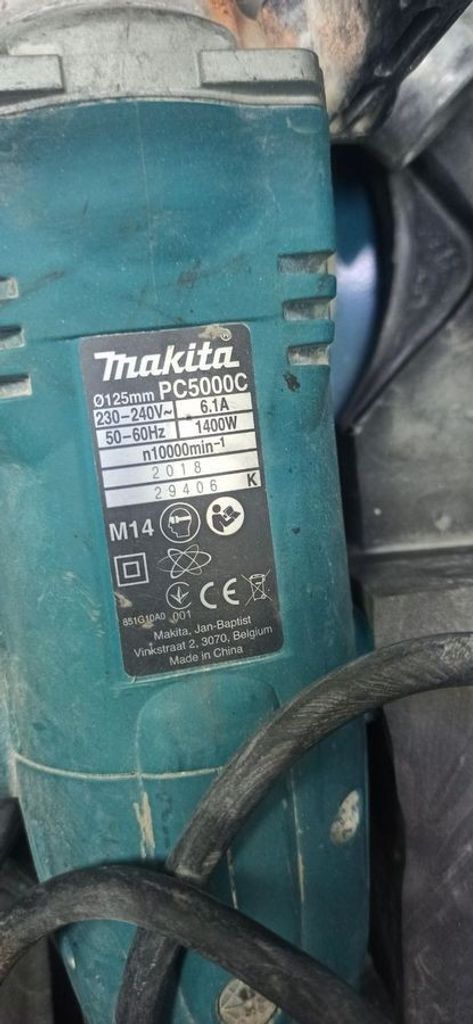 makita®
Ø125mm PC5000C
230-240V~ 6.1A
50-60Hz 1400W
n10000min-1
2018
29406 K
M14
CE
851G10A0 001
Makita, Jan-Baptist
Vinkstraat 2, 3070, Belgium
Made in China